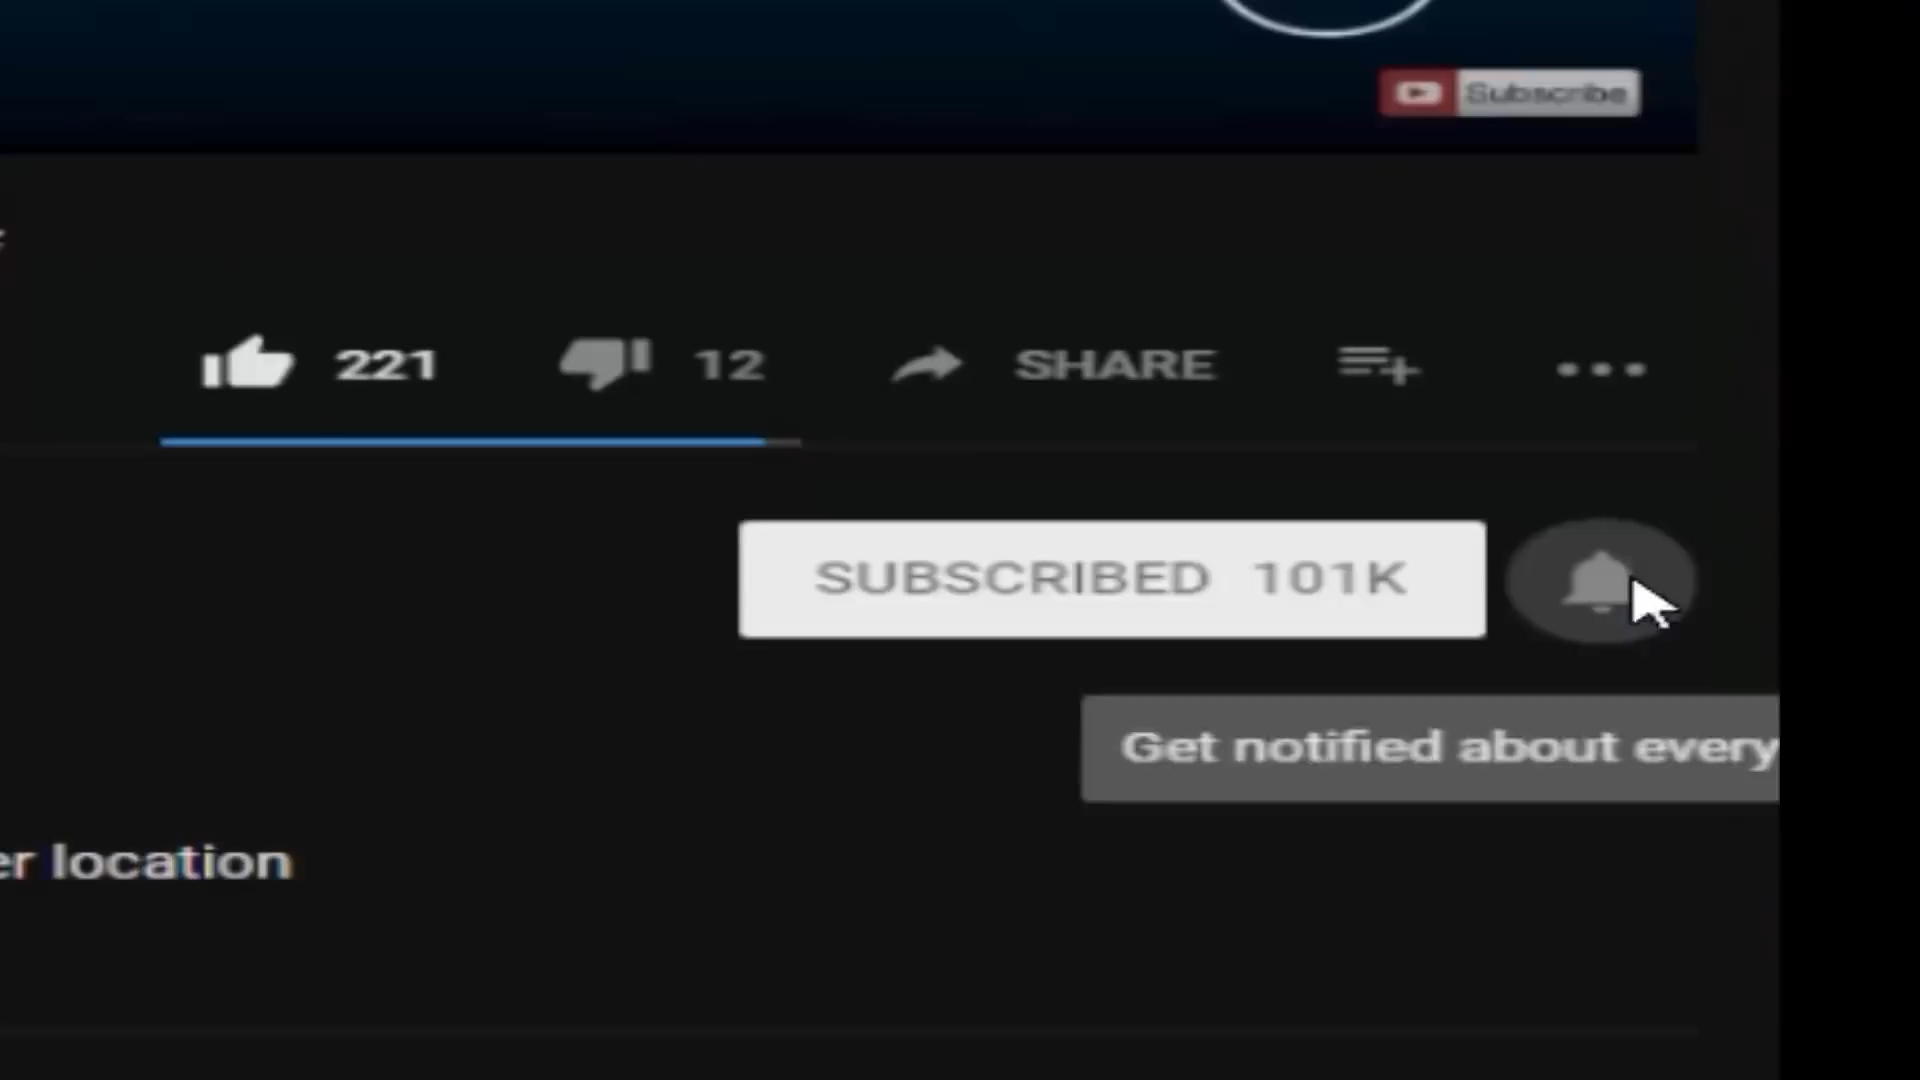 Subscribe
221 12 SHARE
SUBSCRIBED 101K
Get notified about every
er location